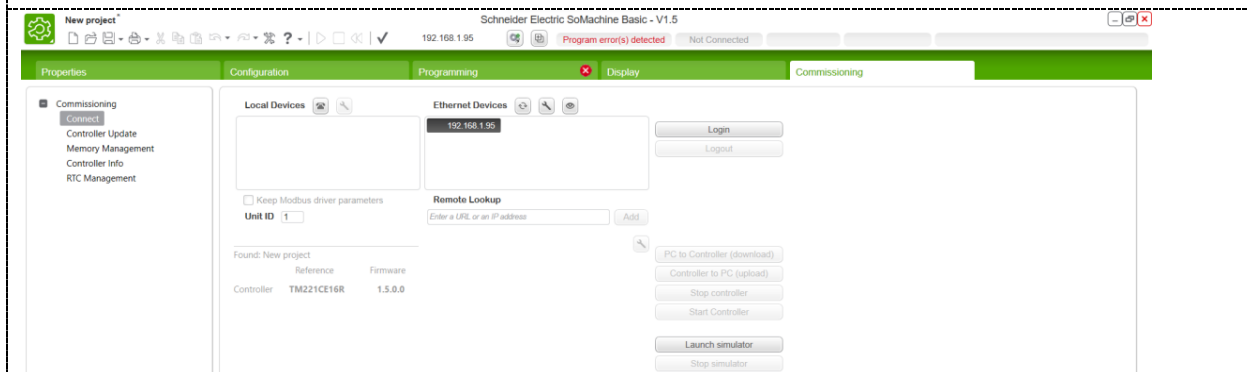 New project*
Schneider Electric SoMachine Basic - V1.5
192.168.1.95
Program error(s) detected
Not Connected
Properties
Configuration
Programming
Display
Commissioning
Commissioning
Connect
Controller Update
Memory Management
Controller Info
RTC Management
Local Devices
Ethernet Devices
192.168.1.95
Login
Logout
Keep Modbus driver parameters
Remote Lookup
Unit ID 1
Enter a URL or an IP address
Add
Found: New project
Reference Firmware
Controller TM221CE16R 1.5.0.0
PC to Controller (download)
Controller to PC (upload)
Stop controller
Start Controller
Launch simulator
Stop simulator